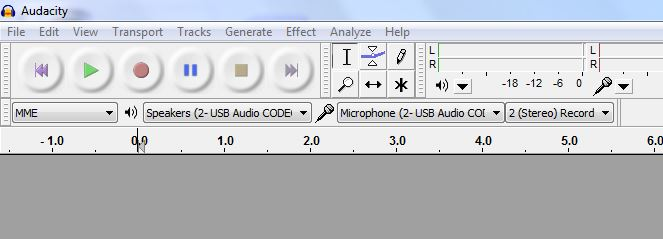 Audacity
File Edit View Transport Tracks Generate Effect Analyze Help
L
R
L
R
-18 -12 -6 0
MME Speakers (2- USB Audio CODE Microphone (2- USB Audio COI 2 (Stereo) Record
- 1.0 0.0 1.0 2.0 3.0 4.0 5.0 6.0